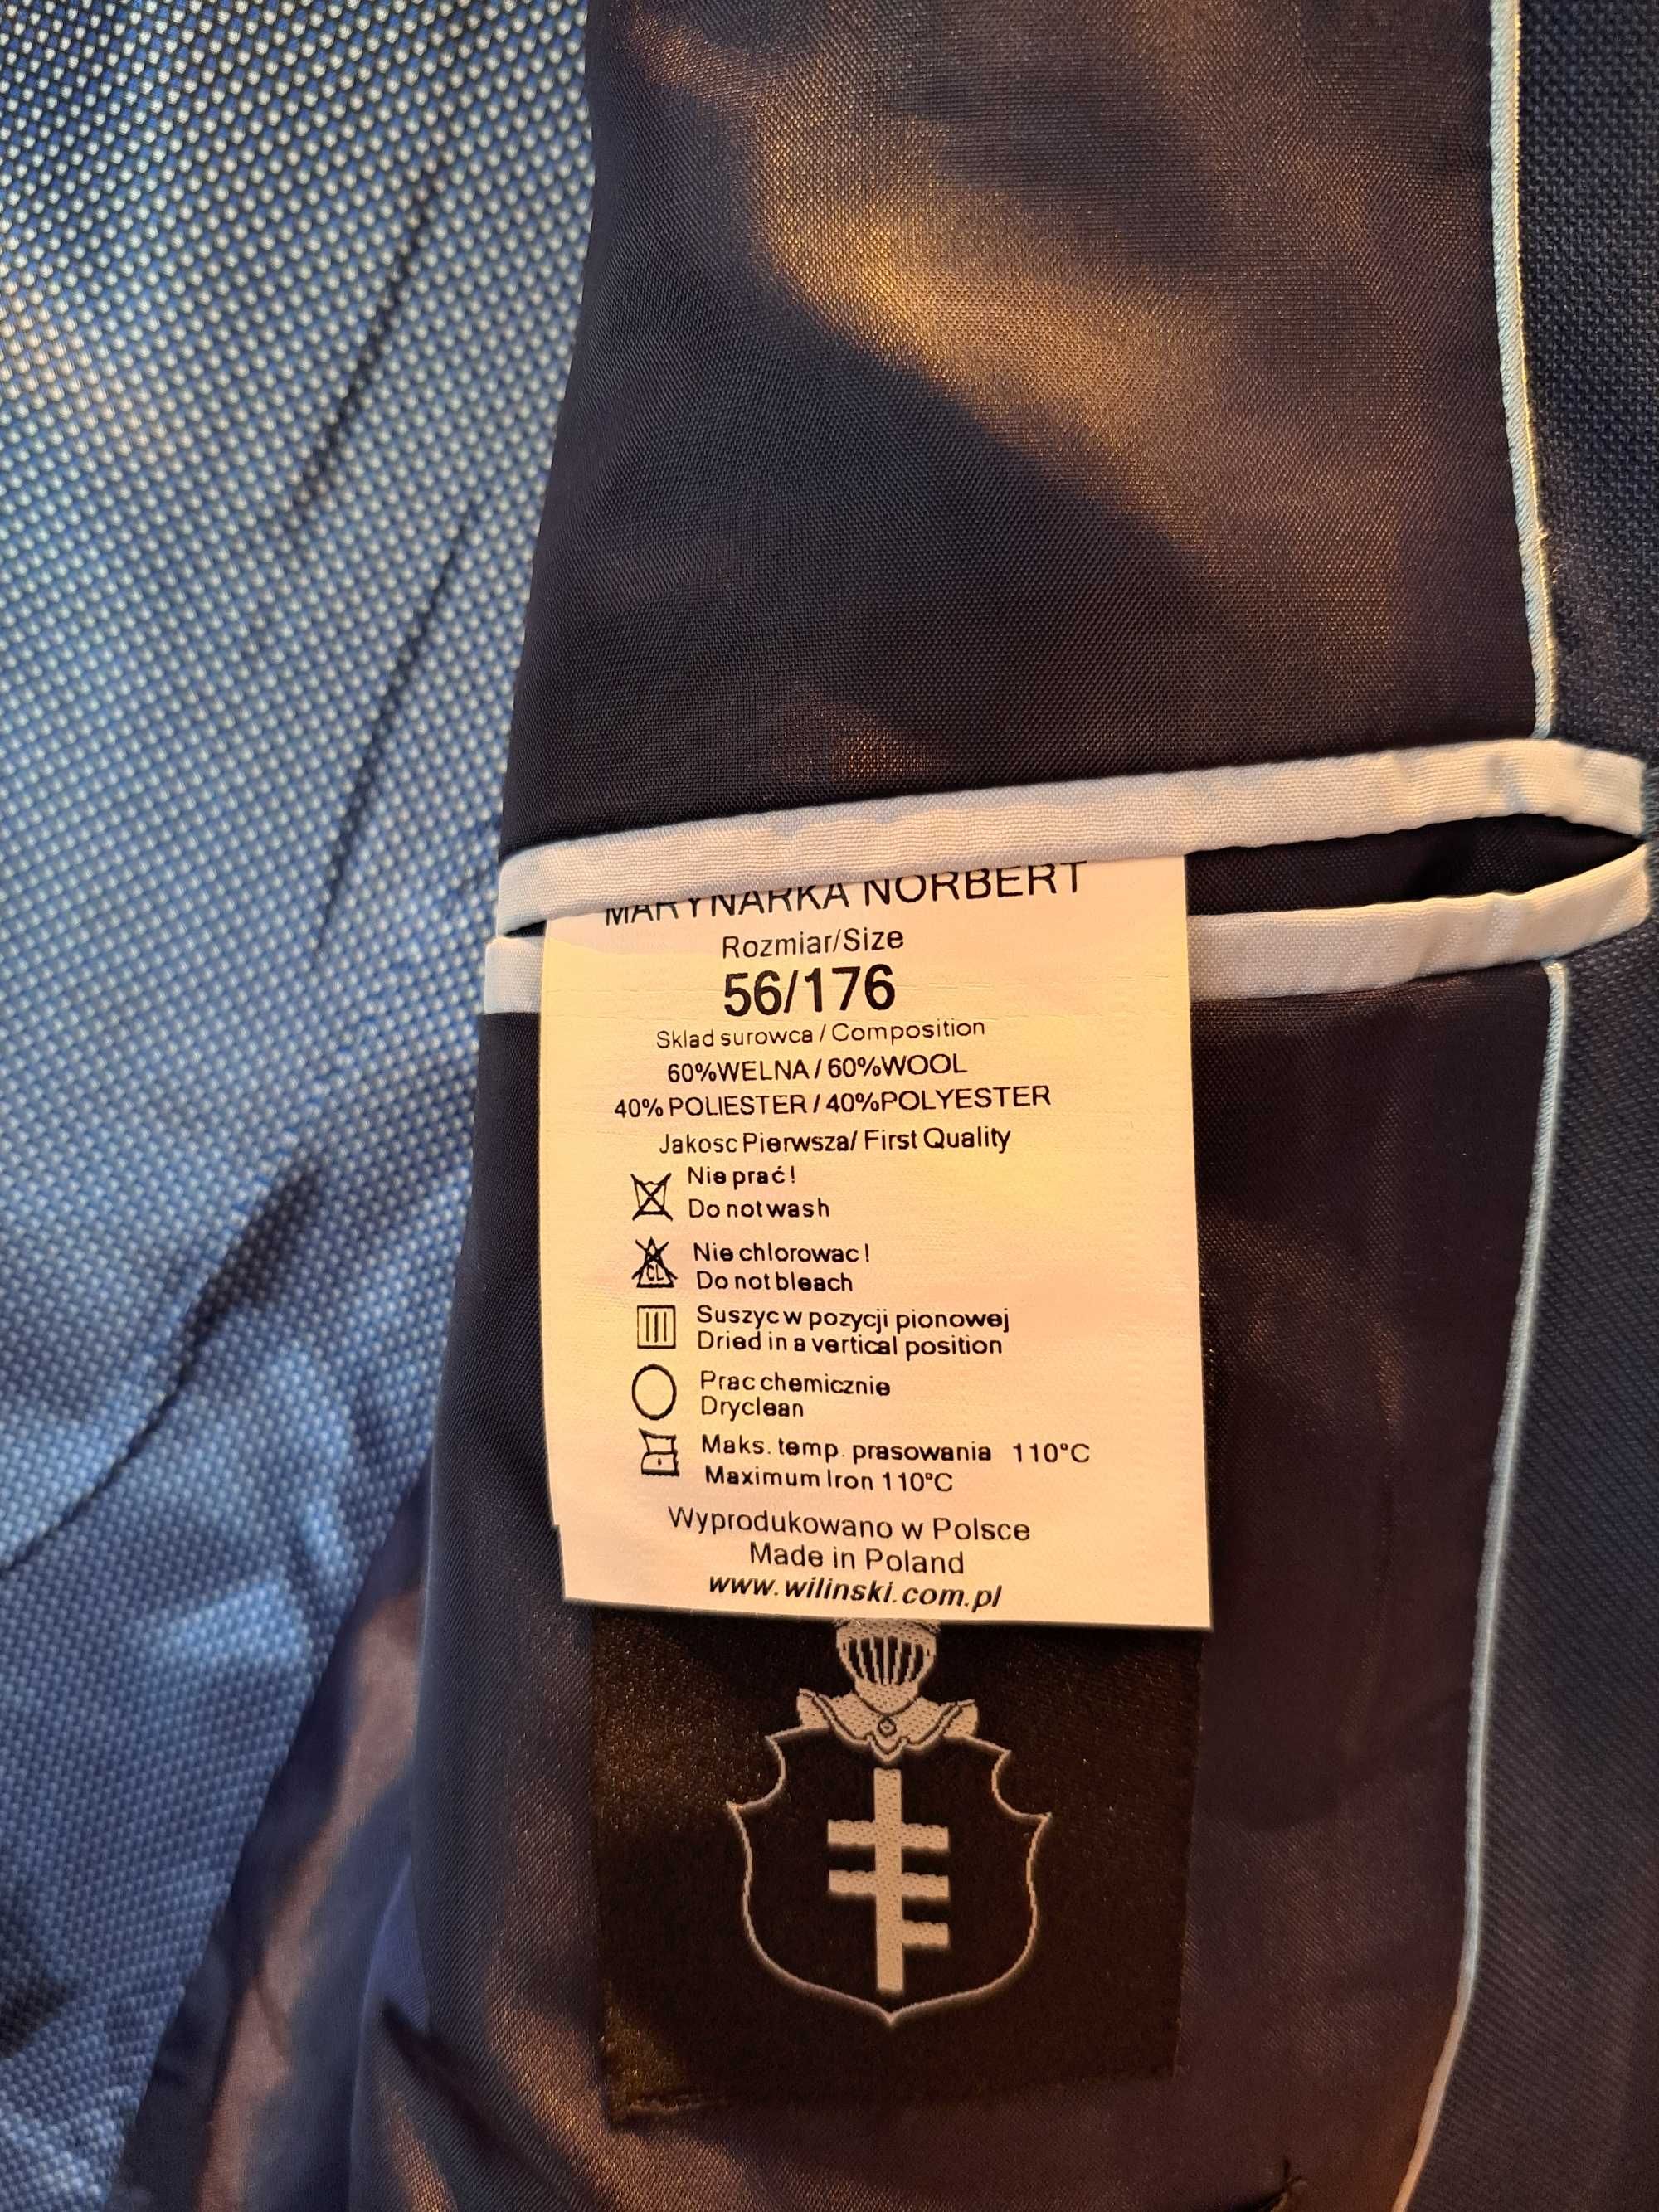 MARYNARKA NORBERT
Rozmiar/Size
56/176
Sklad surowca / Composition
60%WELNA / 60%WOOL
40% POLIESTER / 40%POLYESTER
Jakosc Pierwsza/ First Quality
Nie prać!
Do not wash
CL
Nie chlorowac!
Do not bleach
Suszyc w pozycji pionowej
Dried in a vertical position
Prac chemicznie
Dryclean
Maks. temp. prasowania 110°C
Maximum Iron 110°C
Wyprodukowano w Polsce
Made in Poland
www.wilinski.com.pl